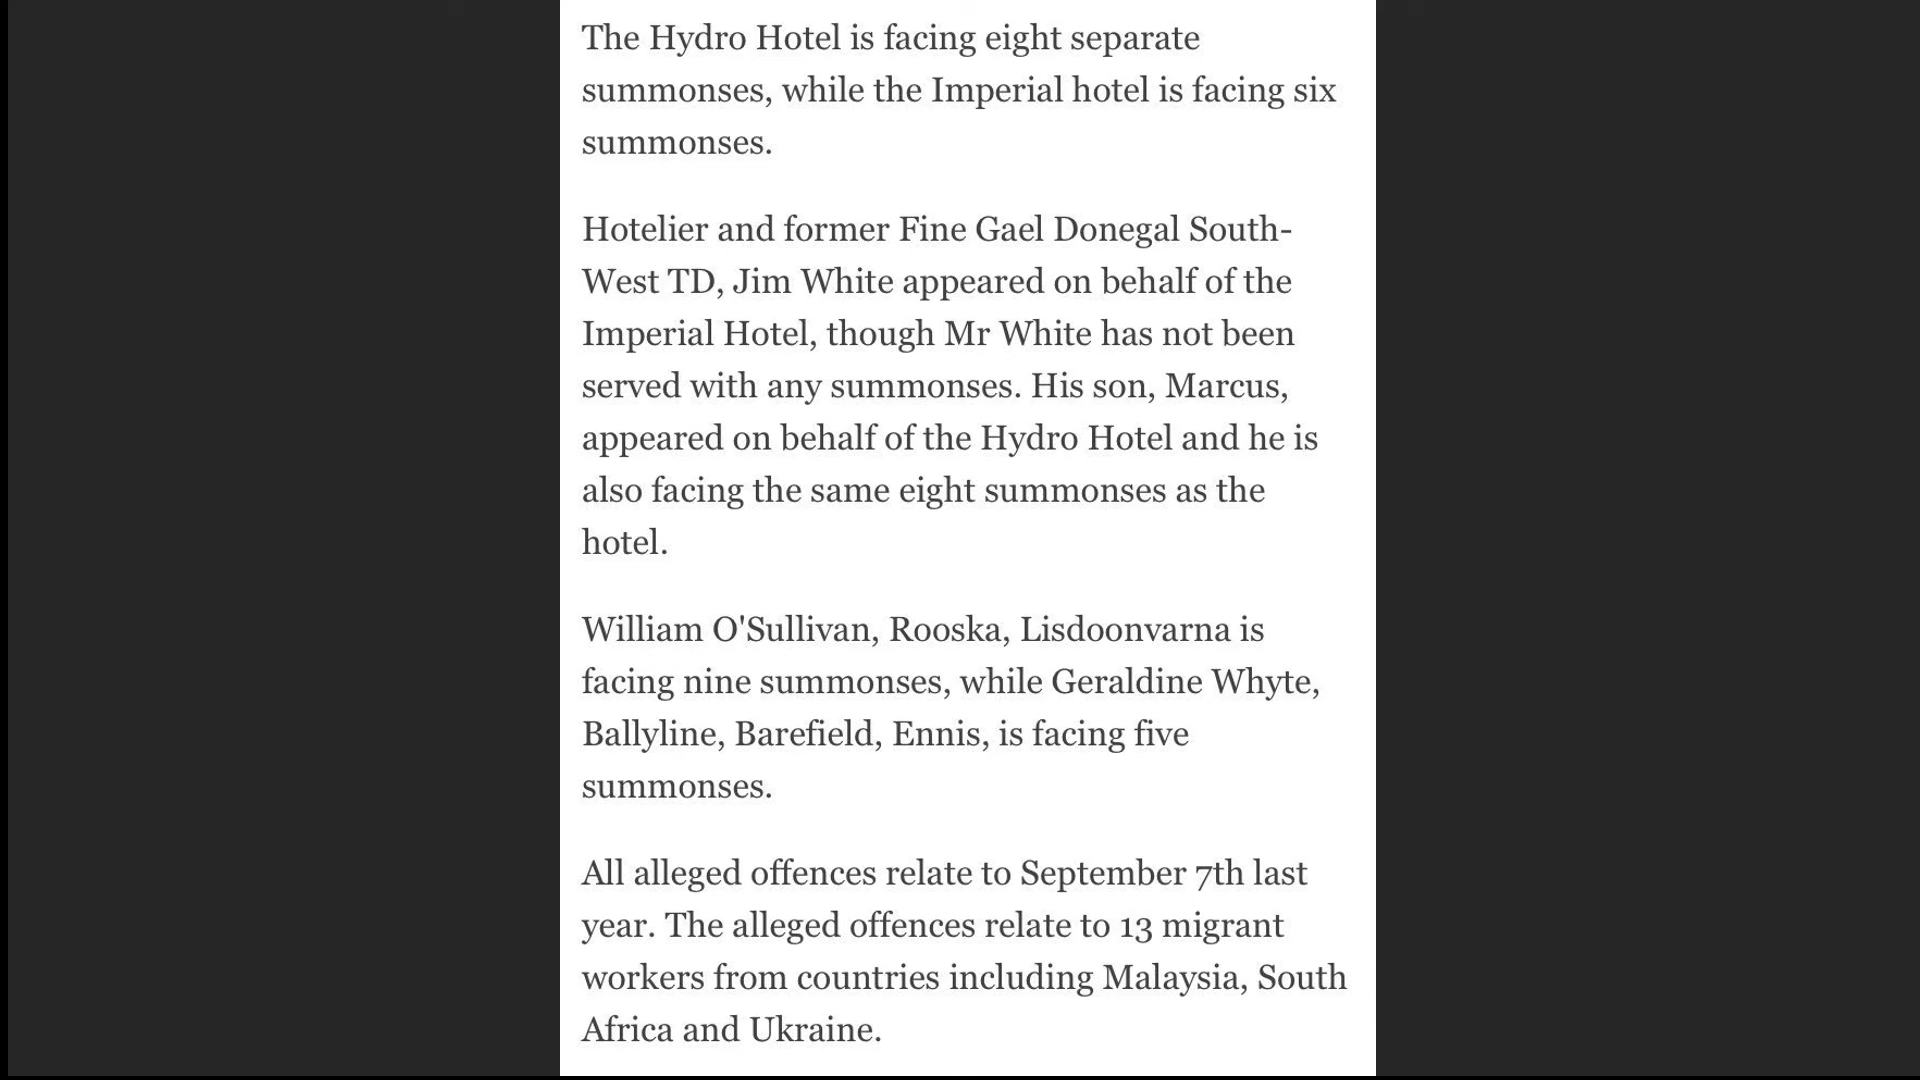 The Hydro Hotel is facing eight separate
summonses, while the Imperial hotel is facing six
summonses.
Hotelier and former Fine Gael Donegal South-
West TD, Jim White appeared on behalf of the
Imperial Hotel, though Mr White has not been
served with any summonses. His son, Marcus,
appeared on behalf of the Hydro Hotel and he is
also facing the same eight summonses as the
hotel.
William O'Sullivan, Rooska, Lisdoonvarna is
facing nine summonses, while Geraldine Whyte,
Ballyline, Barefield, Ennis, is facing five
summonses.
All alleged offences relate to September 7th last
year. The alleged offences relate to 13 migrant
workers from countries including Malaysia, South
Africa and Ukraine.